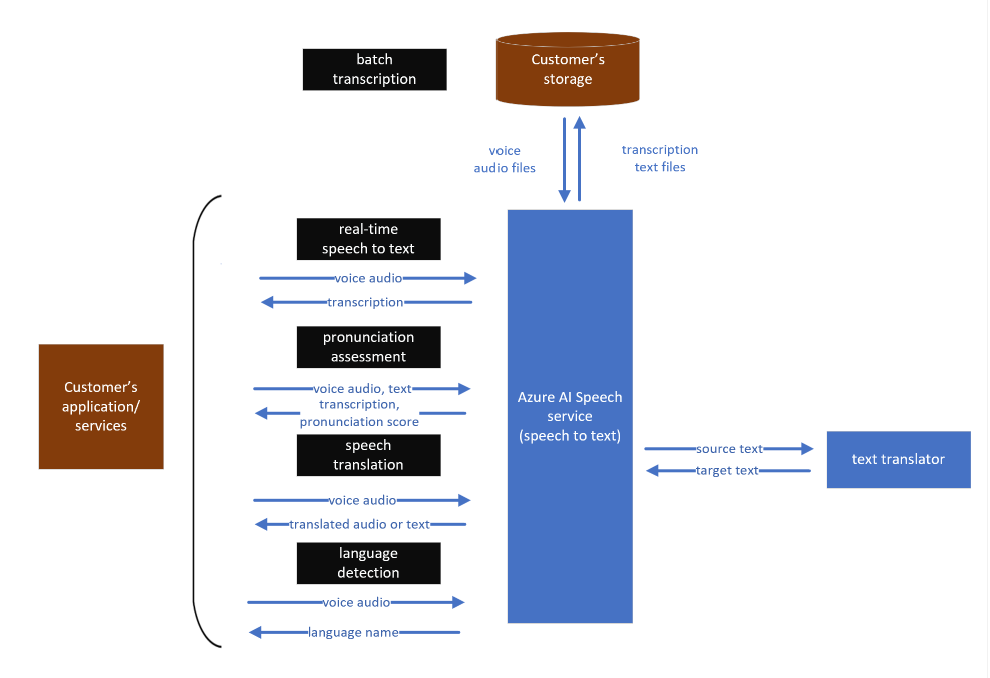 batch
transcription
Customer's
storage
voice
audio files
transcription
text files
real-time
speech to text
voice audio
transcription
pronunciation
assessment
voice audio, text
transcription,
pronunciation score
speech
translation
voice audio
translated audio or text
language
detection
voice audio
language name
Customer's
application/
services
Azure AI Speech
service
(speech to text)
source text
target text
text translator